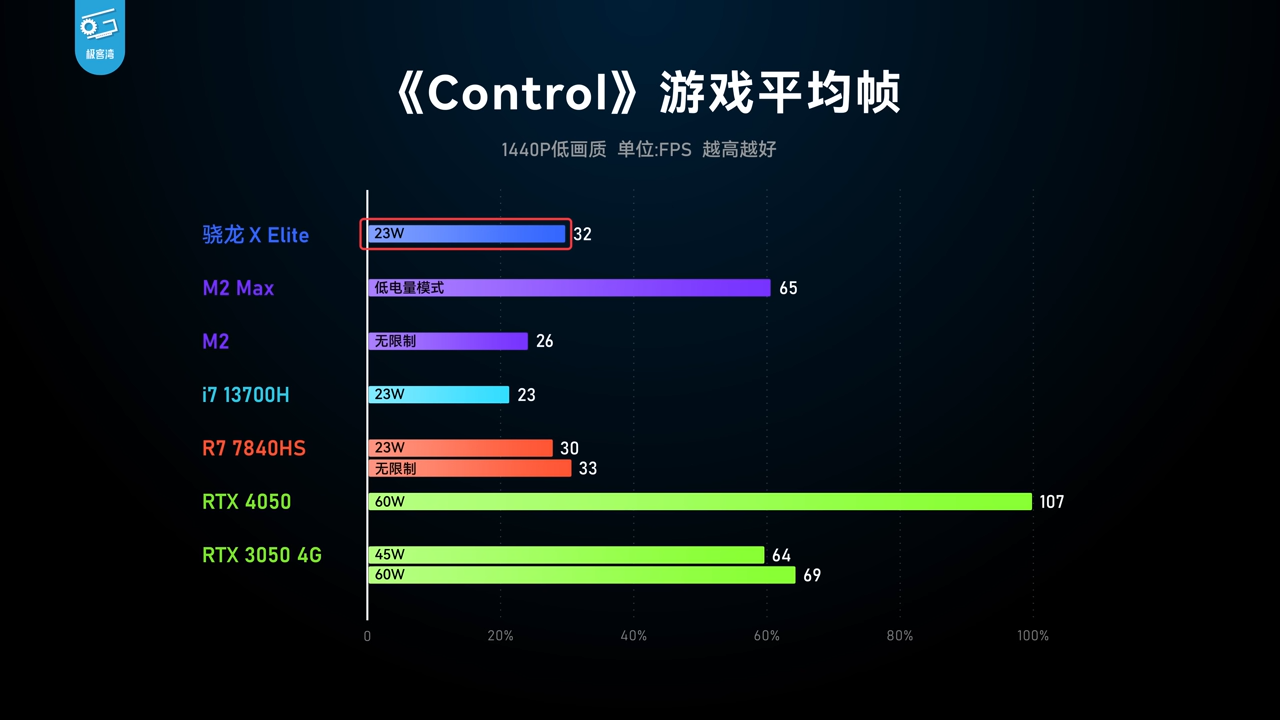 极客湾
《Control》游戏平均帧
1440P低画质 单位:FPS 越高越好
骁龙 X Elite 23W 32
M2 Max 低电量模式 65
M2 无限制 26
i7 13700H 23W 23
R7 7840HS 23W 30
无限制 33
RTX 4050 60W 107
RTX 3050 4G 45W 64
60W 69
0 20% 40% 60% 80% 100%